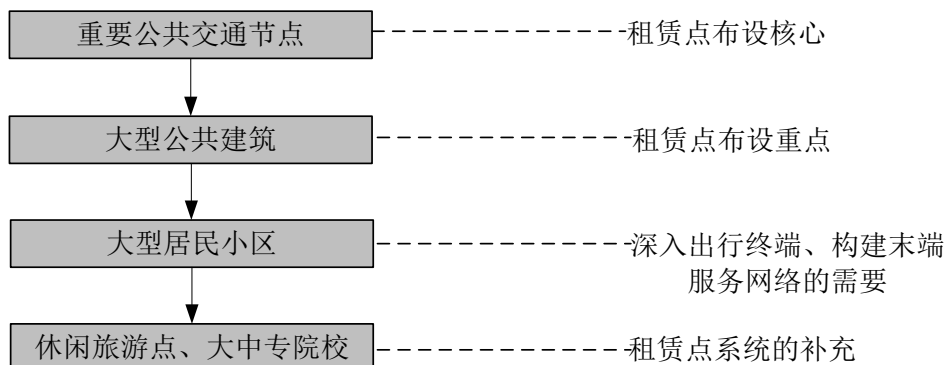 重要公共交通节点
租赁点布设核心
大型公共建筑
租赁点布设重点
大型居民小区
深入出行终端、构建末端
服务网络的需要
休闲旅游点、大中专院校
租赁点系统的补充